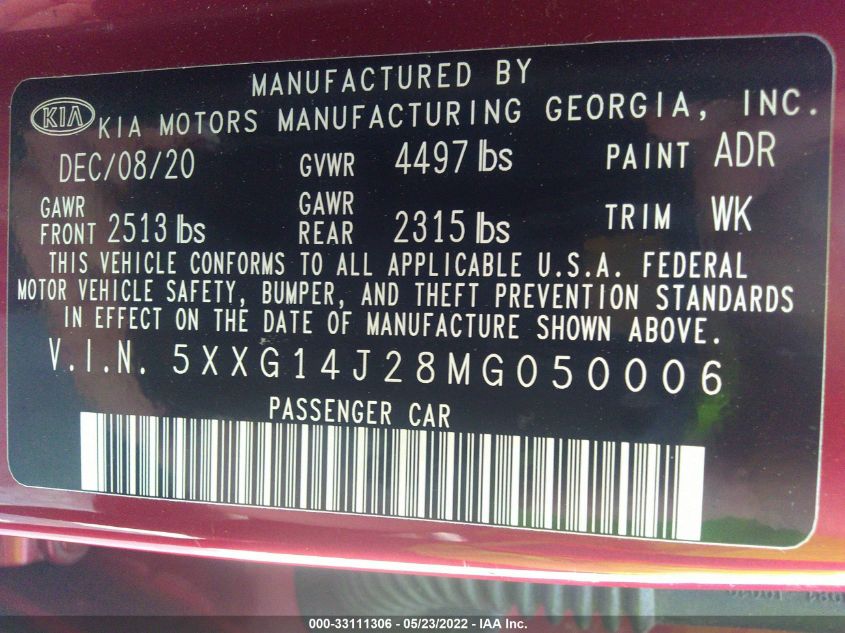 MANUFACTURED BY
KIA KIA MOTORS MANUFACTURING GEORGIA, INC.
DEC/08/20 GVWR 4497 lbs PAINT ADR
GAWR FRONT 2513 lbs GAWR REAR 2315 lbs TRIM WK
THIS VEHICLE CONFORMS TO ALL APPLICABLE U.S.A. FEDERAL
MOTOR VEHICLE SAFETY, BUMPER, AND THEFT PREVENTION STANDARDS
IN EFFECT ON THE DATE OF MANUFACTURE SHOWN ABOVE.
V.I.N. 5XXG14J28MG050006
PASSENGER CAR
000-33111306 - 05/23/2022 - IAA Inc.